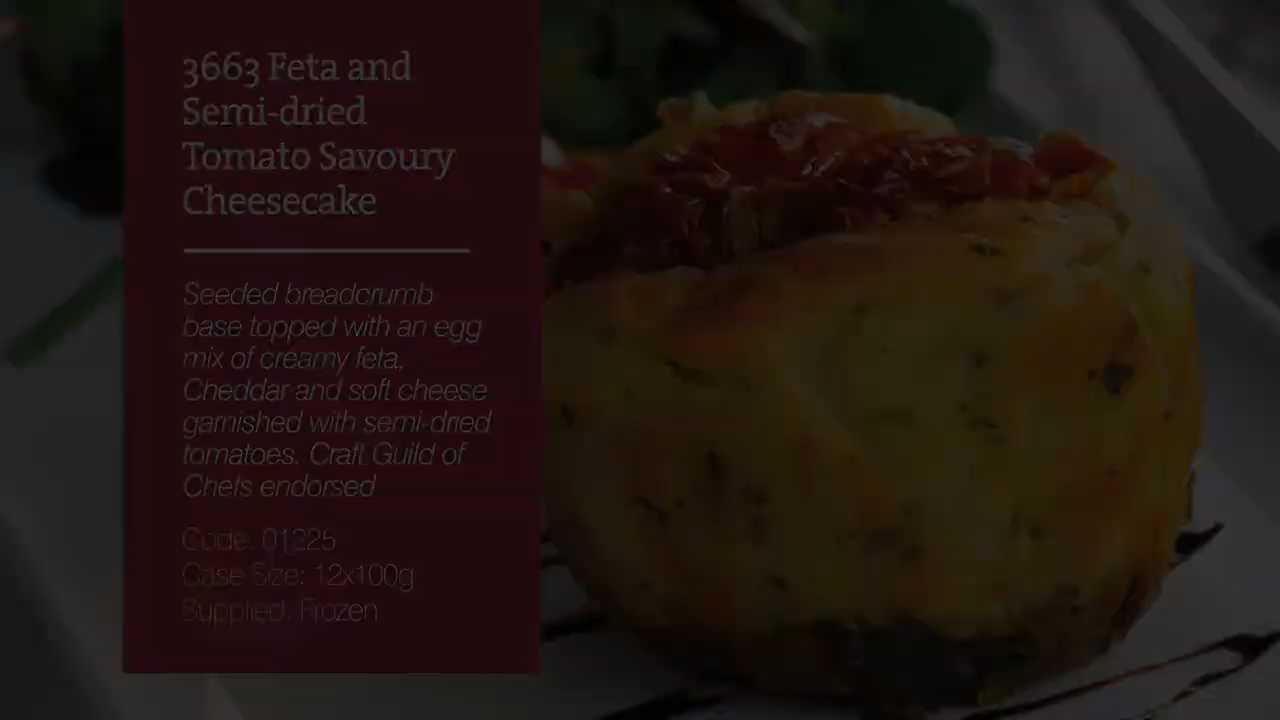 3663 Feta and
Semi-dried
Tomato Savoury
Cheesecake
Seeded breadcrumb
base topped with an egg
mix of creamy feta,
Cheddar and soft cheese
garnished with semi-dried
tomatoes. Craft Guild of
Chefs endorsed
Code: 01225
Case Size: 12x100g
Supplied: Frozen